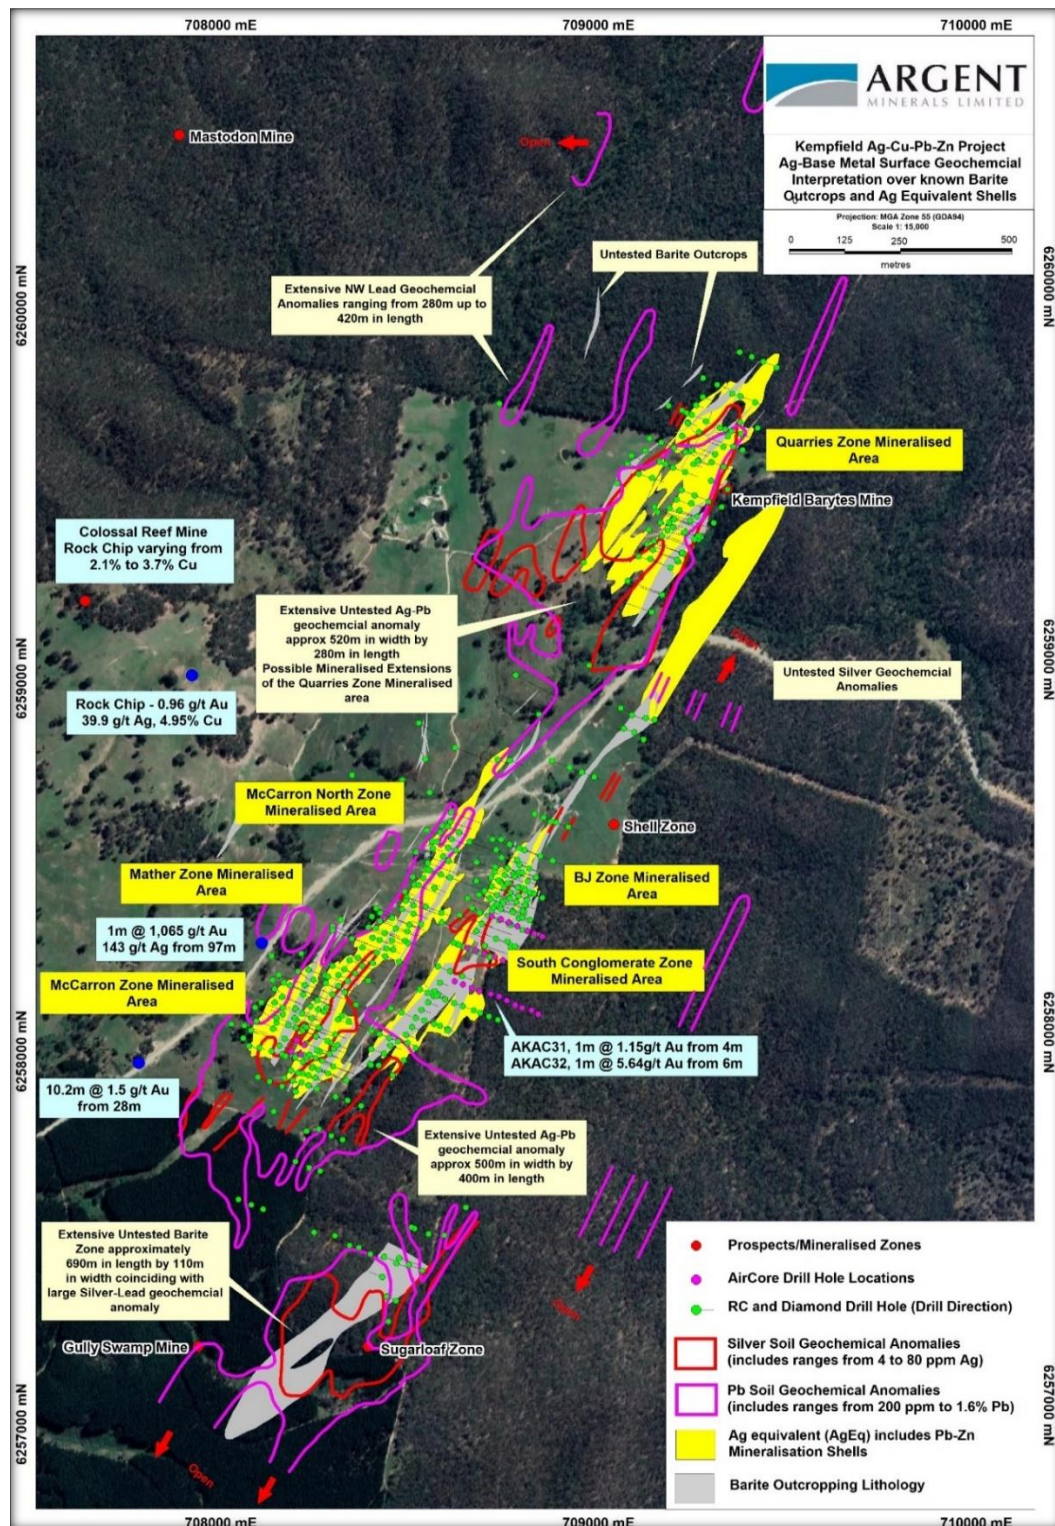 708000 mE
709000 mE
710000 mE
ARGENT
MINERALS LIMITED
Kempfield Ag-Cu-Pb-Zn Project
Ag-Base Metal Surface Geochemcial
Interpretation over known Barite
Outcrops and Ag Equivalent Shells
Projection: MGA Zone 55 (GDA94)
Scale 1: 15,000
0 125 250 500
metres
Mastodon Mine
Open
Untested Barite Outcrops
Extensive NW Lead Geochemcial
Anomalies ranging from 280m up to
420m in length
6260000 mN
6260000 mN
Quarries Zone Mineralised
Area
Kempfield Barytes Mine
Colossal Reef Mine
Rock Chip varying from
2.1% to 3.7% Cu
Extensive Untested Ag-Pb
geochemcial anomaly
approx 520m in width by
280m in length
Possible Mineralised Extensions
of the Quarries Zone Mineralised
area
Open
Untested Silver Geochemcial
Anomalies
6259000 mN
6259000 mN
Rock Chip - 0.96 g/t Au
39.9 g/t Ag, 4.95% Cu
McCarron North Zone
Mineralised Area
Shell Zone
Mather Zone Mineralised
Area
BJ Zone Mineralised
Area
1m @ 1,065 g/t Au
143 g/t Ag from 97m
South Conglomerate Zone
Mineralised Area
McCarron Zone Mineralised
Area
6258000 mN
6258000 mN
AKAC31, 1m @ 1.15g/t Au from 4m
AKAC32, 1m @ 5.64g/t Au from 6m
10.2m @ 1.5 g/t Au
from 28m
Extensive Untested Ag-Pb
geochemcial anomaly
approx 500m in width by
400m in length
Extensive Untested Barite
Zone approximately
690m in length by 110m
in width coinciding with
large Silver-Lead geochemcial
anomaly
Open
Gully Swamp Mine
Sugarloaf Zone
6257000 mN
6257000 mN
Open
Prospects/Mineralised Zones
AirCore Drill Hole Locations
RC and Diamond Drill Hole (Drill Direction)
Silver Soil Geochemcial Anomalies
(includes ranges from 4 to 80 ppm Ag)
Pb Soil Geochemcial Anomalies
(includes ranges from 200 ppm to 1.6% Pb)
Ag equivalent (AgEq) includes Pb-Zn
Mineralisation Shells
Barite Outcropping Lithology
708000 mE
709000 mE
710000 mE